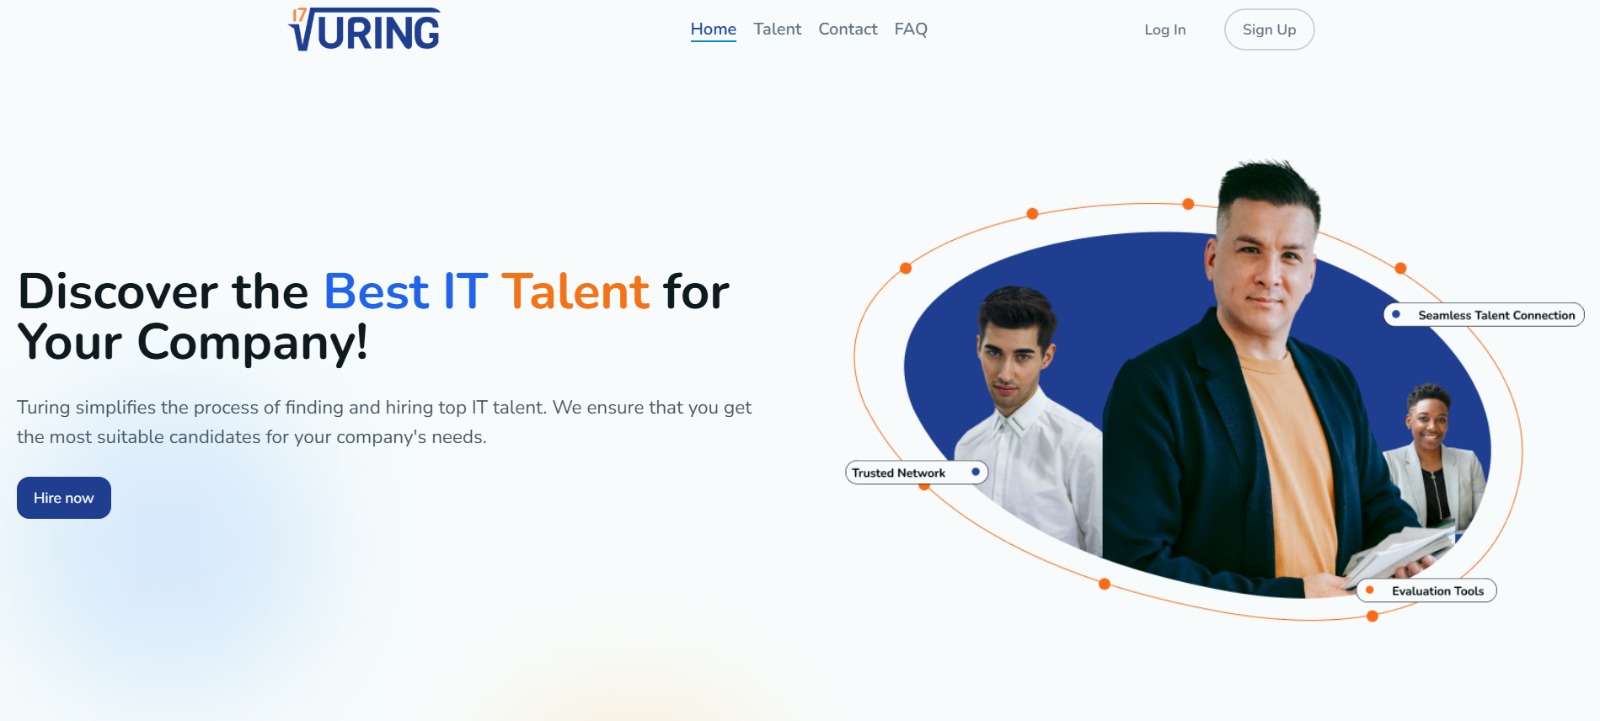 17
TURING
Home Talent Contact FAQ
Log In Sign Up
Discover the Best IT Talent for
Your Company!
Turing simplifies the process of finding and hiring top IT talent. We ensure that you get
the most suitable candidates for your company's needs.
Hire now
Seamless Talent Connection
Trusted Network
Evaluation Tools